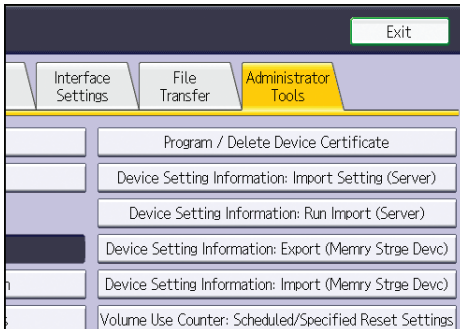 Exit
Interface
Settings
File
Transfer
Administrator
Tools
Program / Delete Device Certificate
Device Setting Information: Import Setting (Server)
Device Setting Information: Run Import (Server)
Device Setting Information: Export (Memry Strge Devc)
Device Setting Information: Import (Memry Strge Devc)
Volume Use Counter: Scheduled/Specified Reset Settings